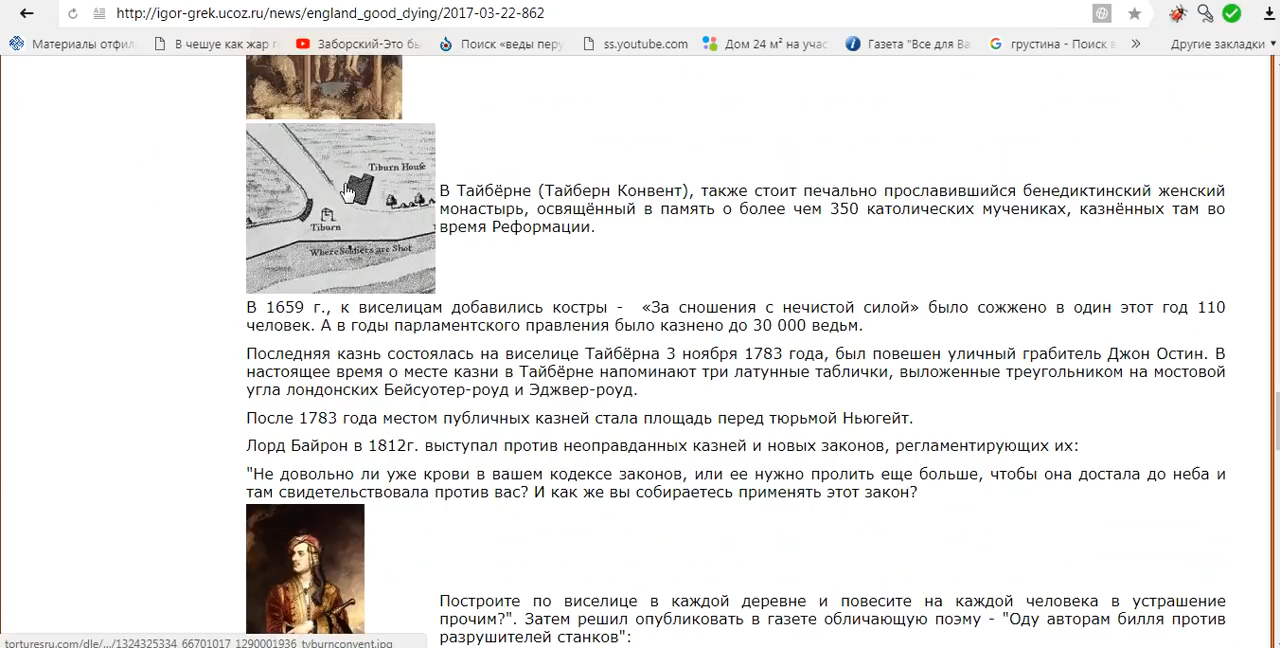 http://igor-grek.ucoz.ru/news/england_good_dying/2017-03-22-862
Материалы отфил
В чешуе как жар г
Заборский-Это бы
Поиск «веды перу
ss.youtube.com
Дом 24 м² на учас
Газета "Все для Ва
грустина - Поиск в
Другие закладки
Tiburn House
Tiburn
Where Soldiers are Shot
В Тайбёрне (Тайберн Конвент), также стоит печально прославившийся бенедиктинский женский
монастырь, освящённый в память о более чем 350 католических мучениках, казнённых там во
время Реформации.
В 1659 г., к виселицам добавились костры - «За сношения с нечистой силой» было сожжено в один этот год 110
человек. А в годы парламентского правления было казнено до 30 000 ведьм.
Последняя казнь состоялась на виселице Тайбёрна 3 ноября 1783 года, был повешен уличный грабитель Джон Остин. В
настоящее время о месте казни в Тайбёрне напоминают три латунные таблички, выложенные треугольником на мостовой
угла лондонских Бейсуотер-роуд и Эджвер-роуд.
После 1783 года местом публичных казней стала площадь перед тюрьмой Ньюгейт.
Лорд Байрон в 1812г. выступал против неоправданных казней и новых законов, регламентирующих их:
"Не довольно ли уже крови в вашем кодексе законов, или ее нужно пролить еще больше, чтобы она достала до неба и
там свидетельствовала против вас? И как же вы собираетесь применять этот закон?
Постройте по виселице в каждой деревне и повесите на каждой человека в устрашение
прочим?". Затем решил опубликовать в газете обличающую поэму - "Оду авторам билля против
разрушителей станков":
torturesru.com/dle/.../1324325334_66701017_1290001936_tyburnconvent.jpg